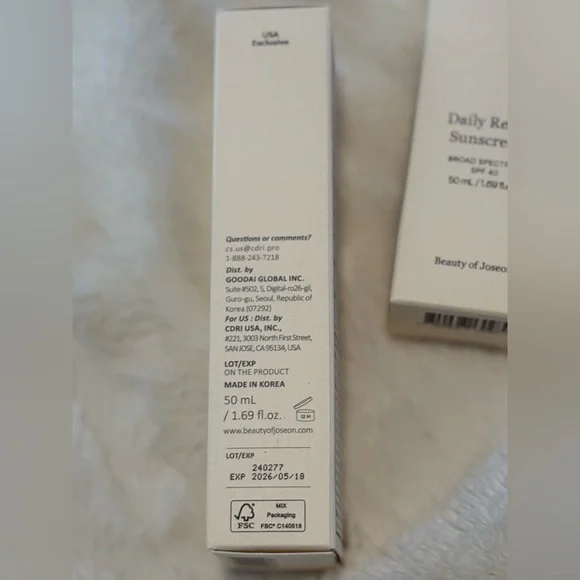 USA
Exclusive
Questions or comments?
cs.us@cdri.pro
1-888-243-7218
Dist. by
GOODAI GLOBAL INC.
Suite #502, 5, Digital-ro26-gil,
Guro-gu, Seoul, Republic of
Korea (07292)
For US : Dist. by
CDRI USA, INC.,
#221, 3003 North First Street,
SAN JOSE, CA 95134, USA
LOT/EXP
ON THE PRODUCT
MADE IN KOREA
50 mL
/ 1.69 fl.oz.
12 M
www.beautyofjoseon.com
LOT/EXP
240277
EXP 2026/05/18
FSC
MIX
Packaging
FSC® C140518
Daily Re
Sunscre
BROAD SPECTR
SPF 40
50 mL / 1.69 fl.
Beauty of Joseon